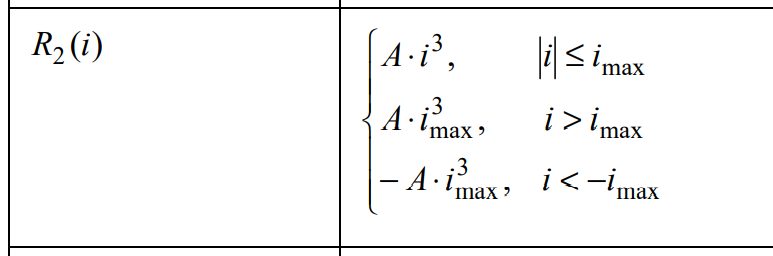 R₂(i)
A · i³, |i| ≤ i_max
A · i³_max, i > i_max
− A · i³_max, i < −i_max